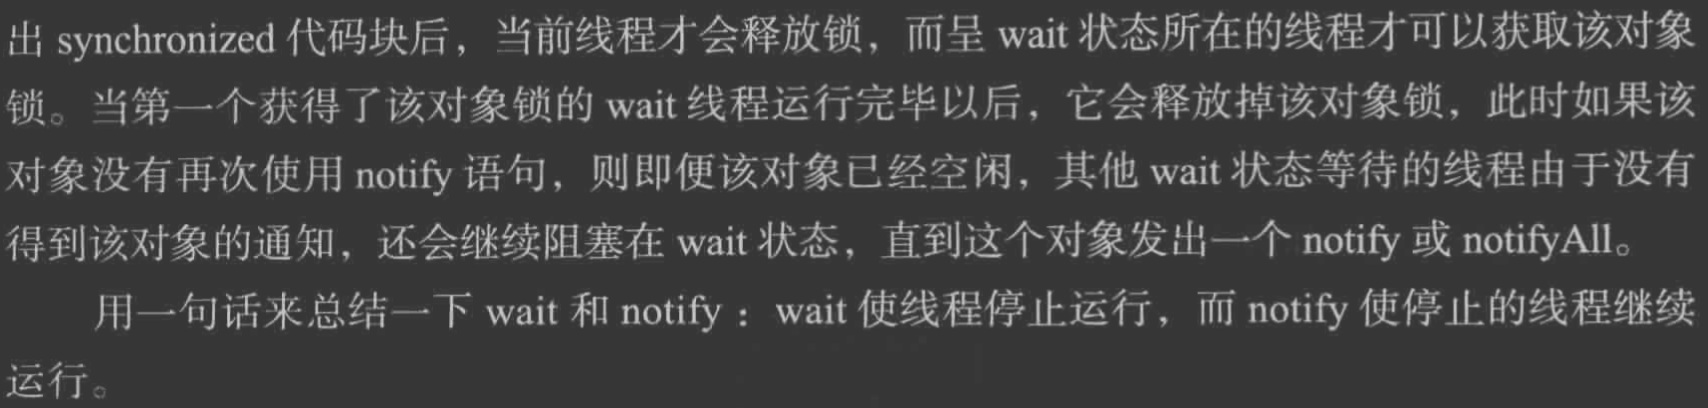 出 synchronized 代码块后，当前线程才会释放锁，而呈 wait 状态所在的线程才可以获取该对象
锁。当第一个获得了该对象锁的 wait 线程运行完毕以后，它会释放掉该对象锁，此时如果该
对象没有再次使用 notify 语句，则即便该对象已经空闲，其他 wait 状态等待的线程由于没有
得到该对象的通知，还会继续阻塞在 wait 状态，直到这个对象发出一个 notify 或 notifyAll。
用一句话来总结一下 wait 和 notify：wait 使线程停止运行，而 notify 使停止的线程继续
运行。